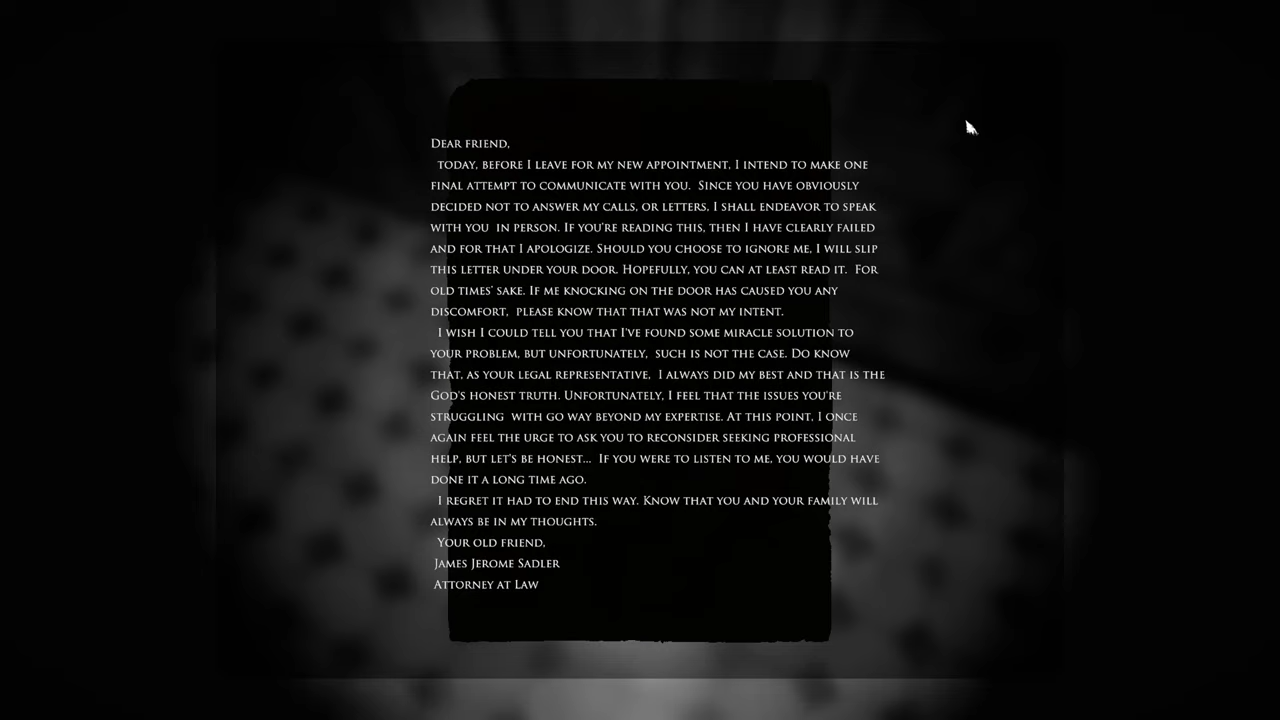 Dear friend,
today, before I leave for my new appointment, I intend to make one
final attempt to communicate with you. Since you have obviously
decided not to answer my calls, or letters, I shall endeavor to speak
with you in person. If you're reading this, then I have clearly failed
and for that I apologize. Should you choose to ignore me, I will slip
this letter under your door. Hopefully, you can at least read it. For
old times' sake. If me knocking on the door has caused you any
discomfort, please know that that was not my intent.
I wish I could tell you that I've found some miracle solution to
your problem, but unfortunately, such is not the case. Do know
that, as your legal representative, I always did my best and that is the
God's honest truth. Unfortunately, I feel that the issues you're
struggling with go way beyond my expertise. At this point, I once
again feel the urge to ask you to reconsider seeking professional
help, but let's be honest... If you were to listen to me, you would have
done it a long time ago.
I regret it had to end this way. Know that you and your family will
always be in my thoughts.
Your old friend,
James Jerome Sadler
Attorney at Law